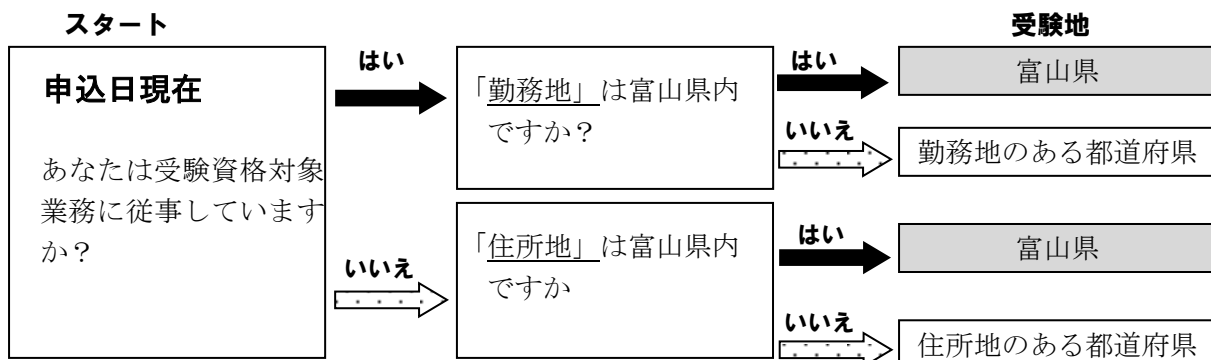 スタート
申込日現在
あなたは受験資格対象
業務に従事しています
か？
はい
いいえ
「勤務地」は富山県内
ですか？
「住所地」は富山県内
ですか
受験地
はい
富山県
いいえ
勤務地のある都道府県
はい
富山県
いいえ
住所地のある都道府県